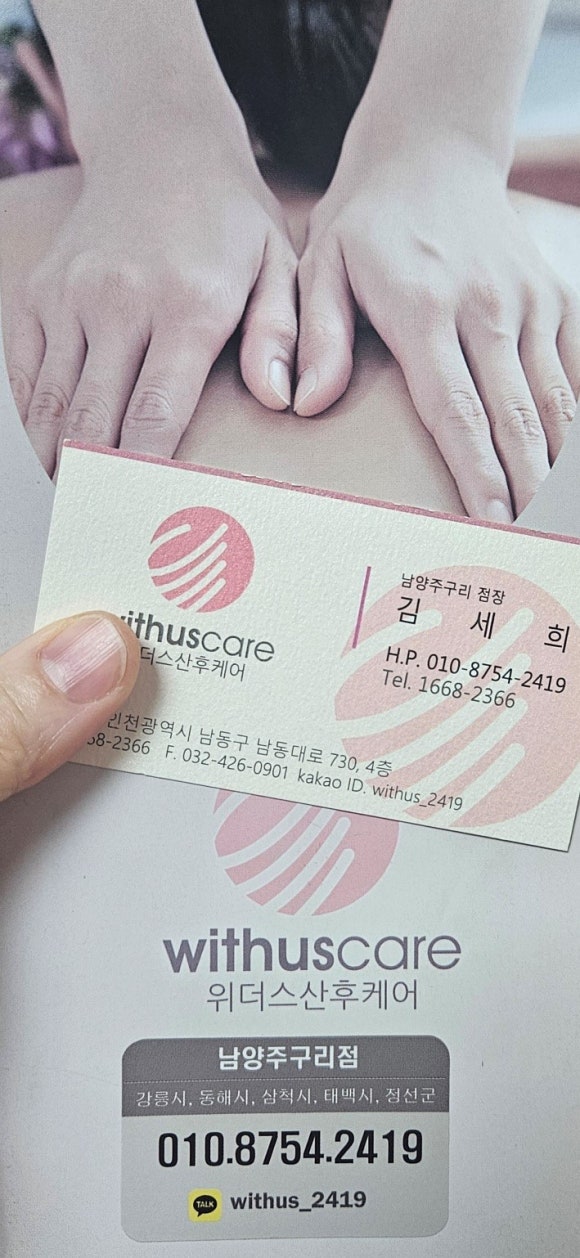 남양주구리 점장
김 세 희
H.P. 010-8754-2419
Tel. 1668-2366
withuscare
더스산후케어
인천광역시 남동구 남동대로 730, 4층
68-2366 F. 032-426-0901 kakao ID. withus_2419
withuscare
위더스산후케어
남양주구리점
강릉시, 동해시, 삼척시, 태백시, 정선군
010.8754.2419
TALK withus_2419